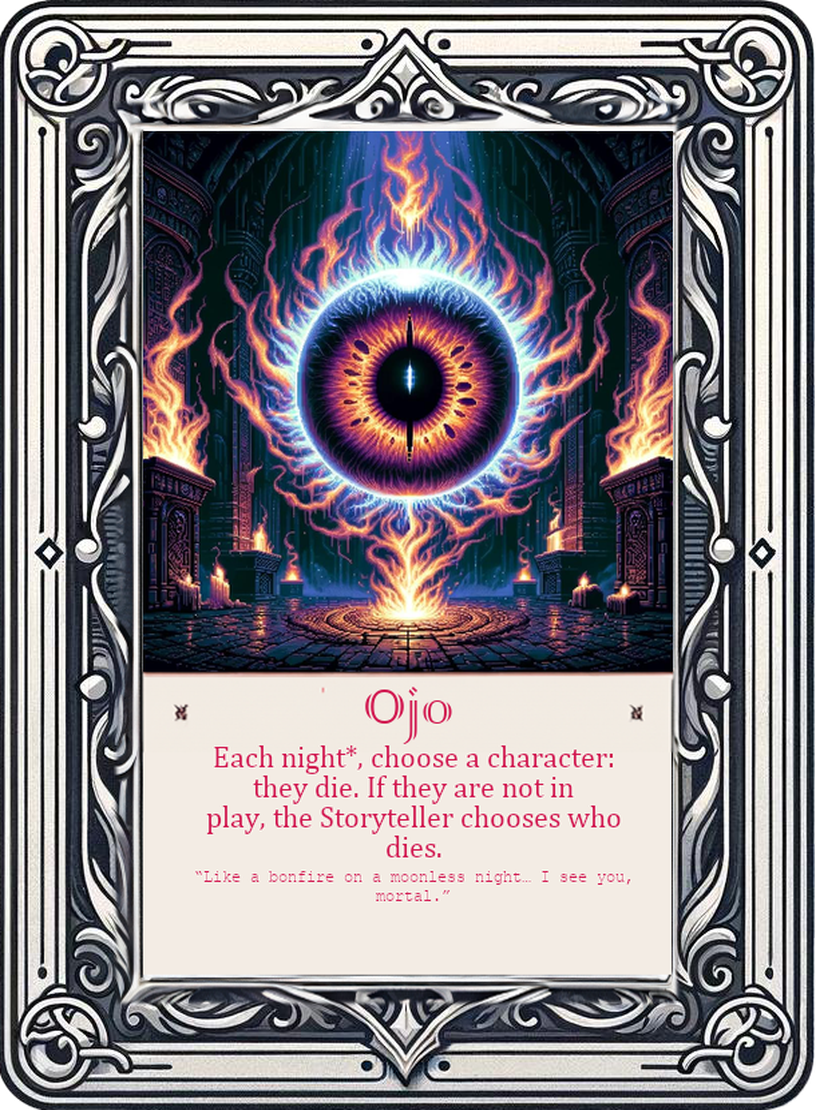 Ojo
Each night*, choose a character:
they die. If they are not in
play, the Storyteller chooses who
dies.
“Like a bonfire on a moonless night… I see you,
mortal.”